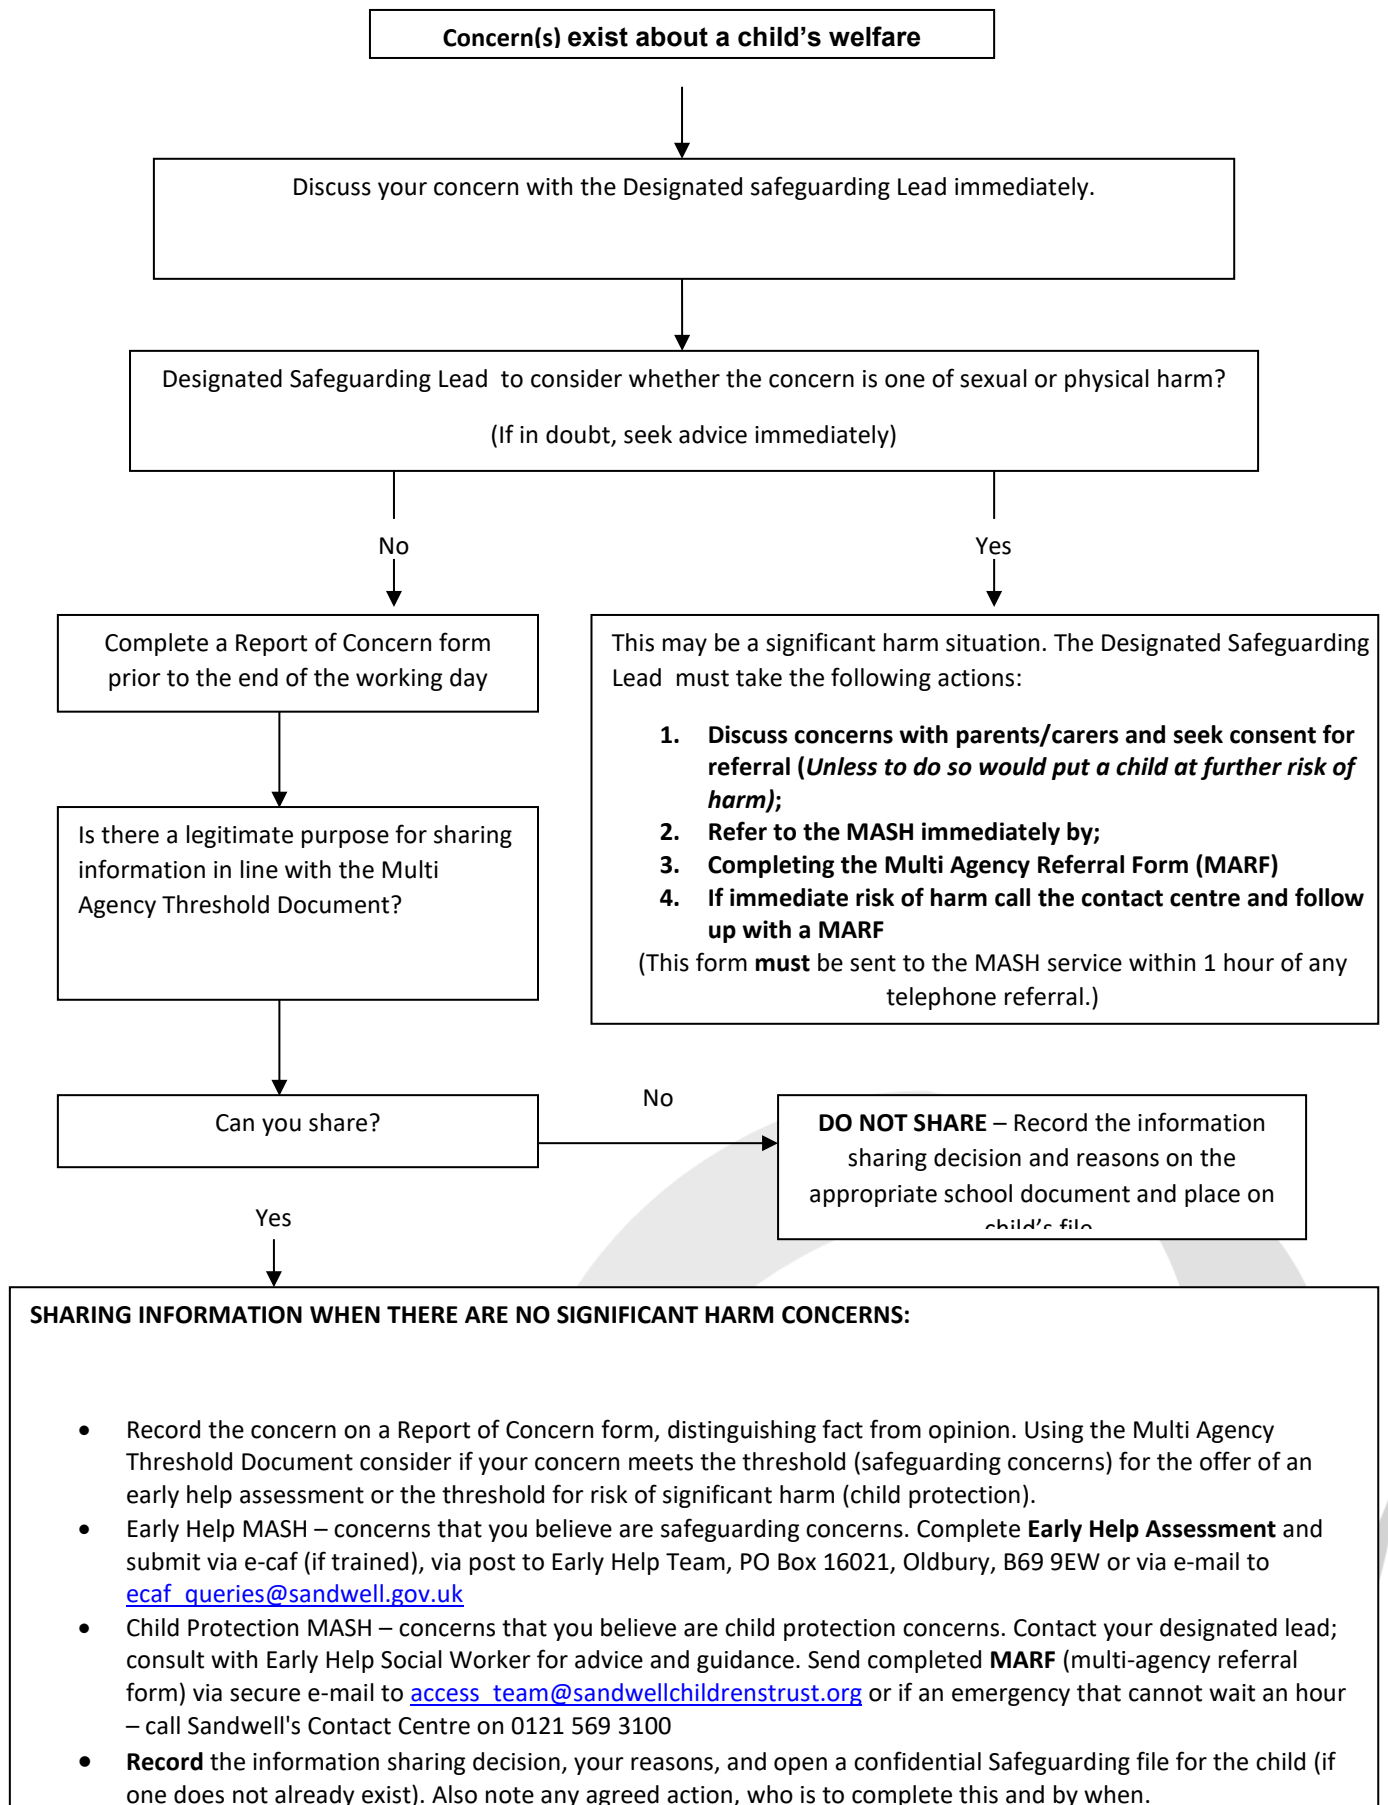 Concern(s) exist about a child's welfare
Discuss your concern with the Designated safeguarding Lead immediately.
Designated Safeguarding Lead  to consider whether the concern is one of sexual or physical harm?
(If in doubt, seek advice immediately)
No
Yes
Complete a Report of Concern form
prior to the end of the working day
This may be a significant harm situation. The Designated Safeguarding
Lead  must take the following actions:
1. Discuss concerns with parents/carers and seek consent for
referral (Unless to do so would put a child at further risk of
harm);
2. Refer to the MASH immediately by;
3. Completing the Multi Agency Referral Form (MARF)
4. If immediate risk of harm call the contact centre and follow
up with a MARF
(This form must be sent to the MASH service within 1 hour of any
telephone referral.)
Is there a legitimate purpose for sharing
information in line with the Multi
Agency Threshold Document?
Can you share?
No
DO NOT SHARE – Record the information
sharing decision and reasons on the
appropriate school document and place on
child's file
Yes
SHARING INFORMATION WHEN THERE ARE NO SIGNIFICANT HARM CONCERNS:
• Record the concern on a Report of Concern form, distinguishing fact from opinion. Using the Multi Agency
Threshold Document consider if your concern meets the threshold (safeguarding concerns) for the offer of an
early help assessment or the threshold for risk of significant harm (child protection).
• Early Help MASH – concerns that you believe are safeguarding concerns. Complete Early Help Assessment and
submit via e-caf (if trained), via post to Early Help Team, PO Box 16021, Oldbury, B69 9EW or via e-mail to
ecaf_queries@sandwell.gov.uk
• Child Protection MASH – concerns that you believe are child protection concerns. Contact your designated lead;
consult with Early Help Social Worker for advice and guidance. Send completed MARF (multi-agency referral
form) via secure e-mail to access_team@sandwellchildrenstrust.org or if an emergency that cannot wait an hour
– call Sandwell's Contact Centre on 0121 569 3100
• Record the information sharing decision, your reasons, and open a confidential Safeguarding file for the child (if
one does not already exist). Also note any agreed action, who is to complete this and by when.